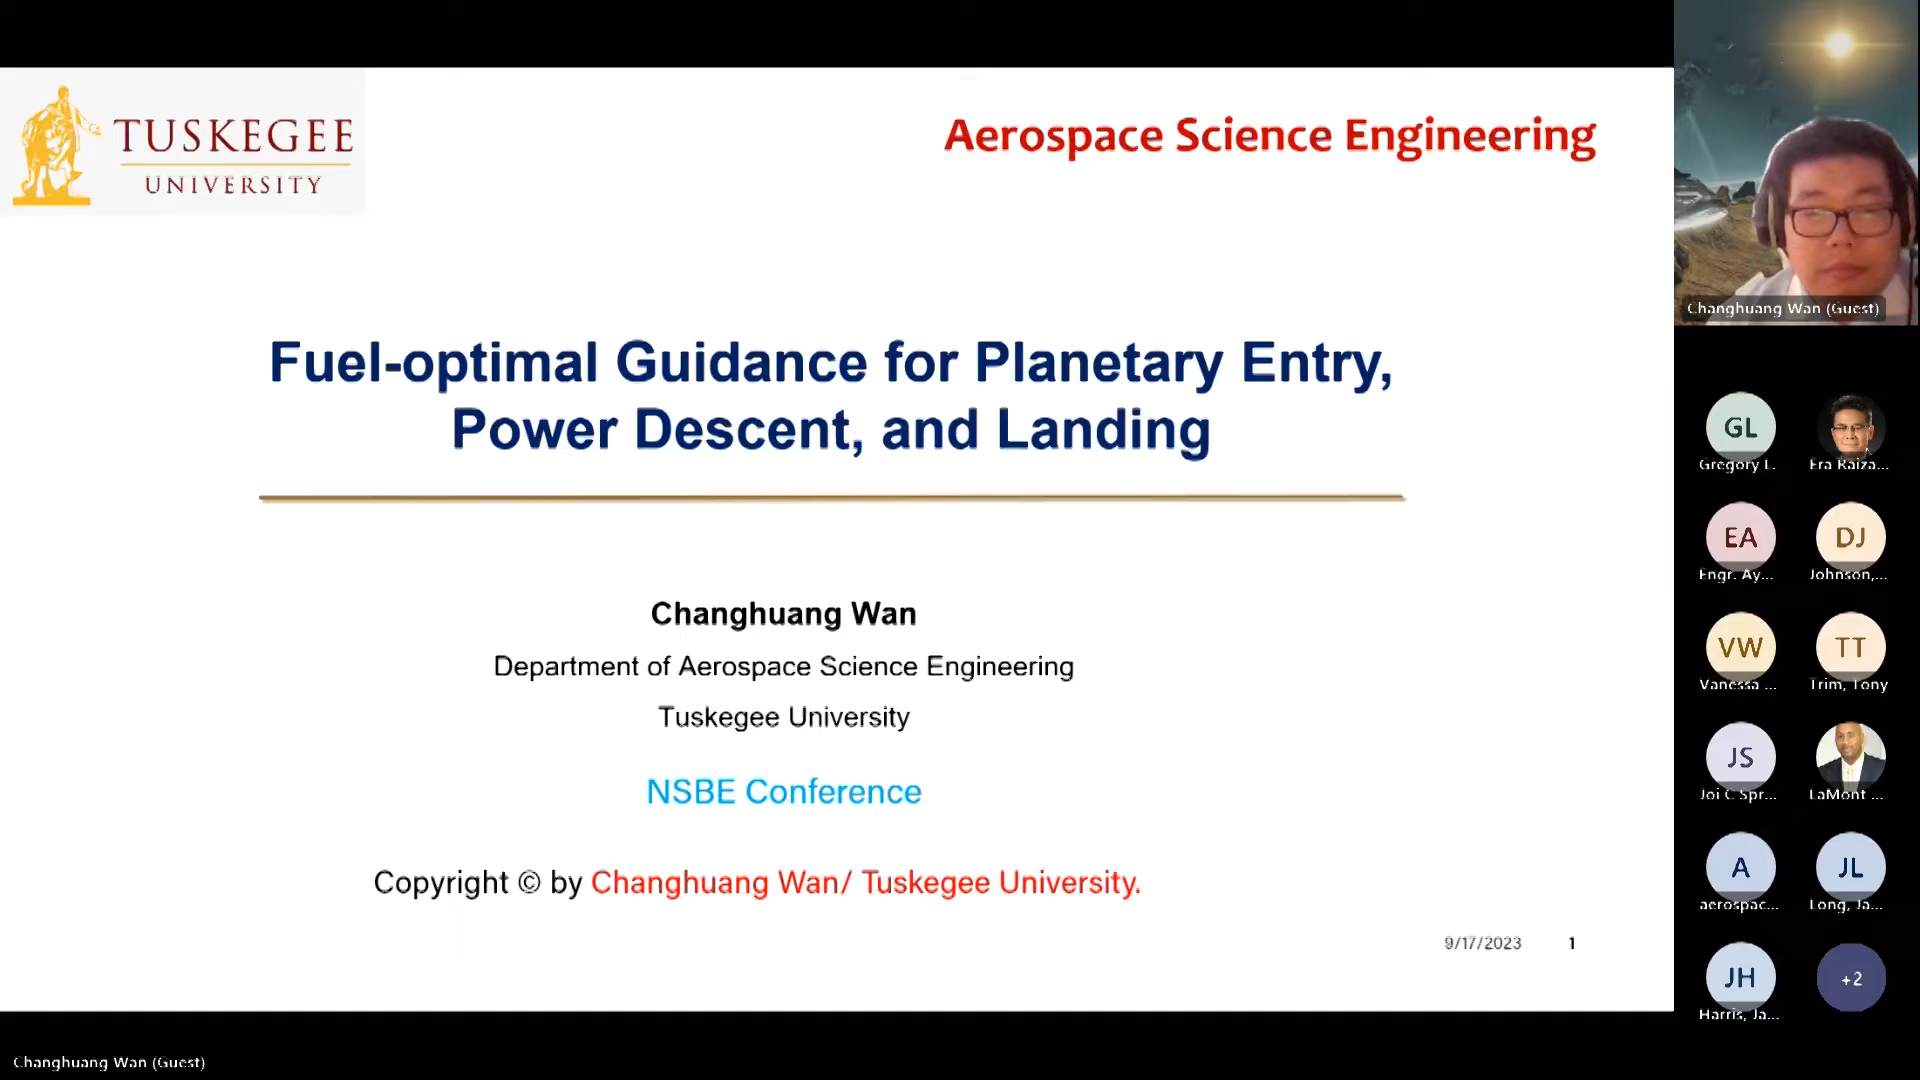 TUSKEGEE
UNIVERSITY
Aerospace Science Engineering
Fuel-optimal Guidance for Planetary Entry,
Power Descent, and Landing
Changhuang Wan
Department of Aerospace Science Engineering
Tuskegee University
NSBE Conference
Copyright © by Changhuang Wan/ Tuskegee University.
9/17/2023 1
Changhuang Wan (Guest)
GL
Gregory L.
Era Raiza...
EA
Engr. Ay...
DJ
Johnson,...
VW
Vanessa ...
TT
Trim, Tony
JS
Joi C Spr...
LaMont ...
A
aerospac...
JL
Long, Ja...
JH
Harris, Ja...
+2
Changhuang Wan (Guest)